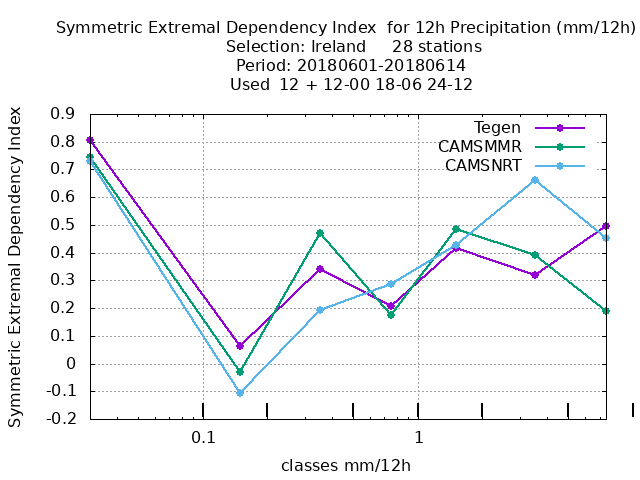 Symmetric Extremal Dependency Index  for 12h Precipitation (mm/12h)
Selection: Ireland     28 stations
Period: 20180601-20180614
Used  12 + 12-00 18-06 24-12
Symmetric Extremal Dependency Index
0.9
0.8
0.7
0.6
0.5
0.4
0.3
0.2
0.1
0
-0.1
-0.2
Tegen
CAMSMMR
CAMSNRT
0.1
1
classes mm/12h